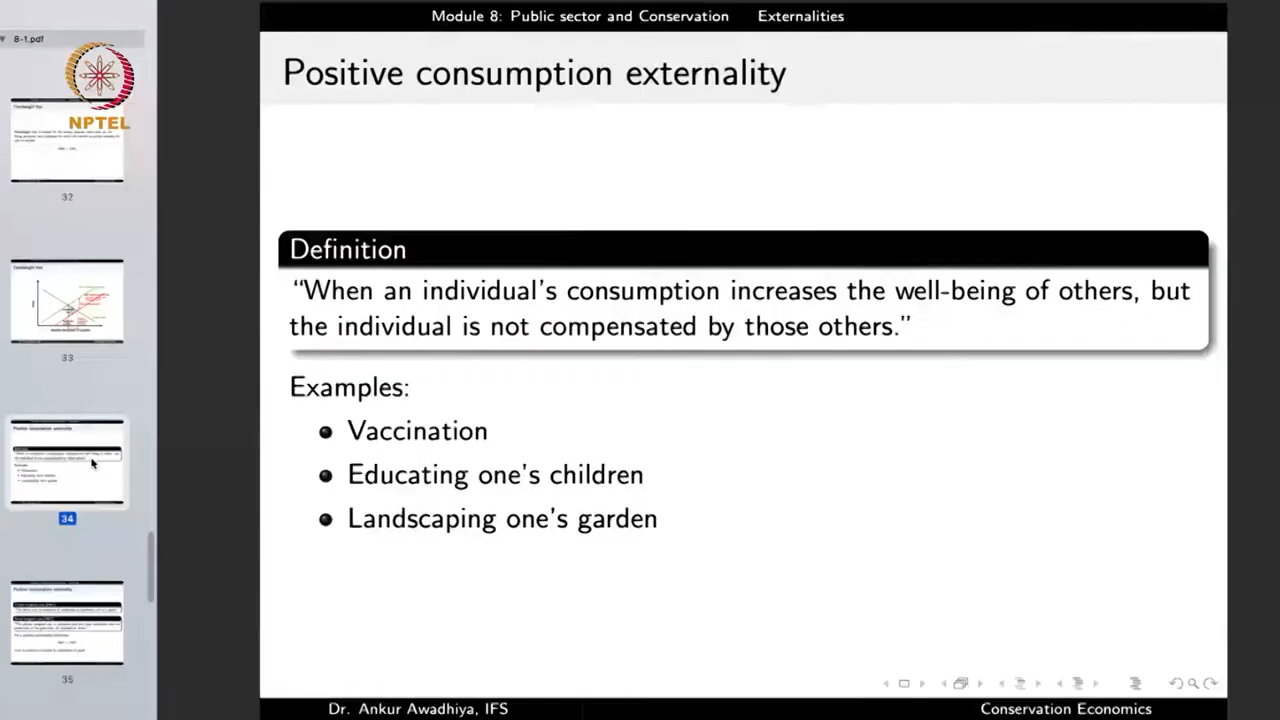 Module 8: Public sector and Conservation Externalities
8-1.pdf
NPTEL
Positive consumption externality
Definition
“When an individual’s consumption increases the well-being of others, but
the individual is not compensated by those others.”
Examples:
Vaccination
Educating one’s children
Landscaping one’s garden
32
33
34
35
Dr. Ankur Awadhiya, IFS Conservation Economics